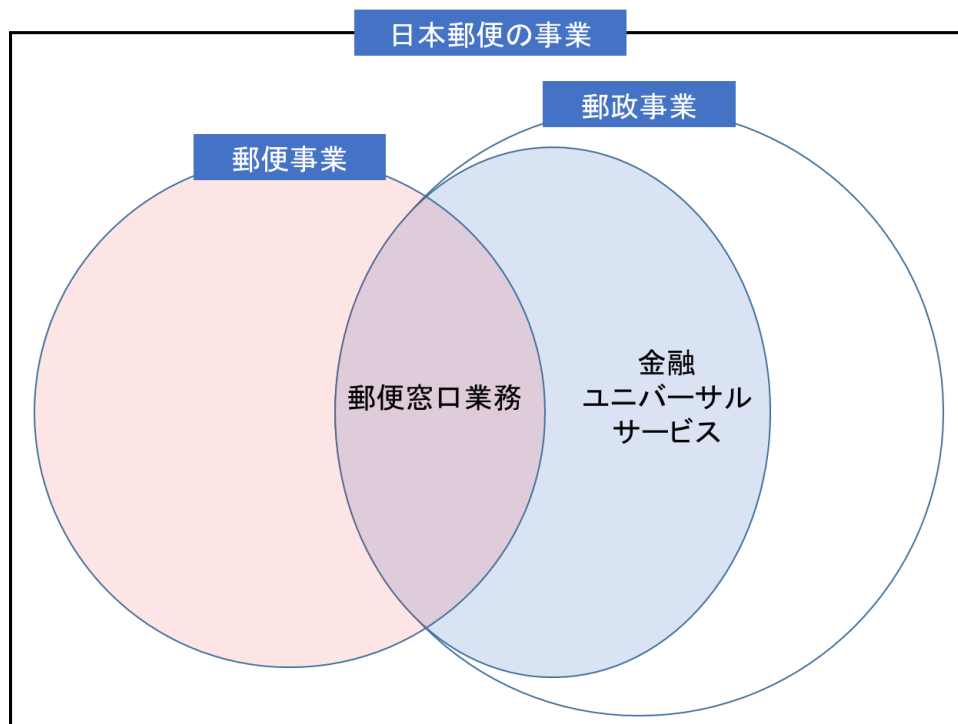 日本郵便の事業
郵政事業
郵便事業
郵便窓口業務
金融
ユニバーサル
サービス